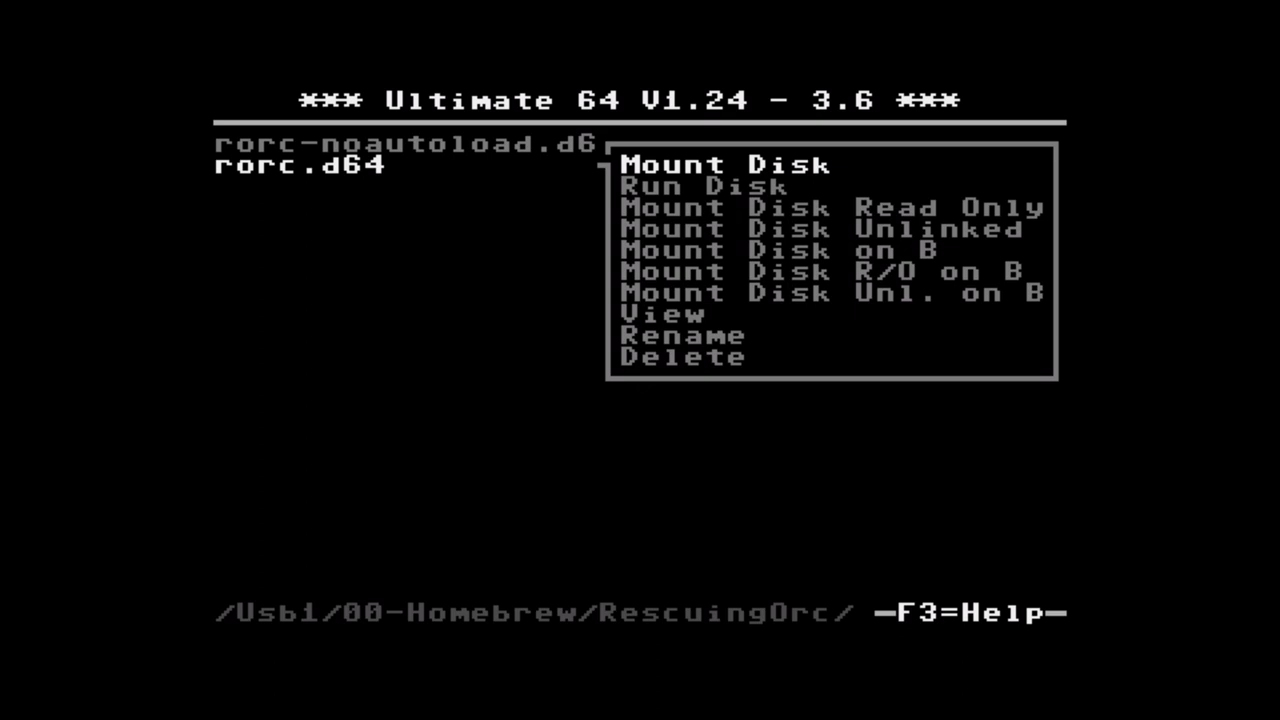 *** Ultimate 64 V1.24 - 3.6 ***
rorc-noautoload.d6
rorc.d64
Mount Disk
Run Disk
Mount Disk Read Only
Mount Disk Unlinked
Mount Disk on B
Mount Disk R/O on B
Mount Disk Unl. on B
View
Rename
Delete
/Usb1/00-Homebrew/RescuingOrc/ —F3=Help—